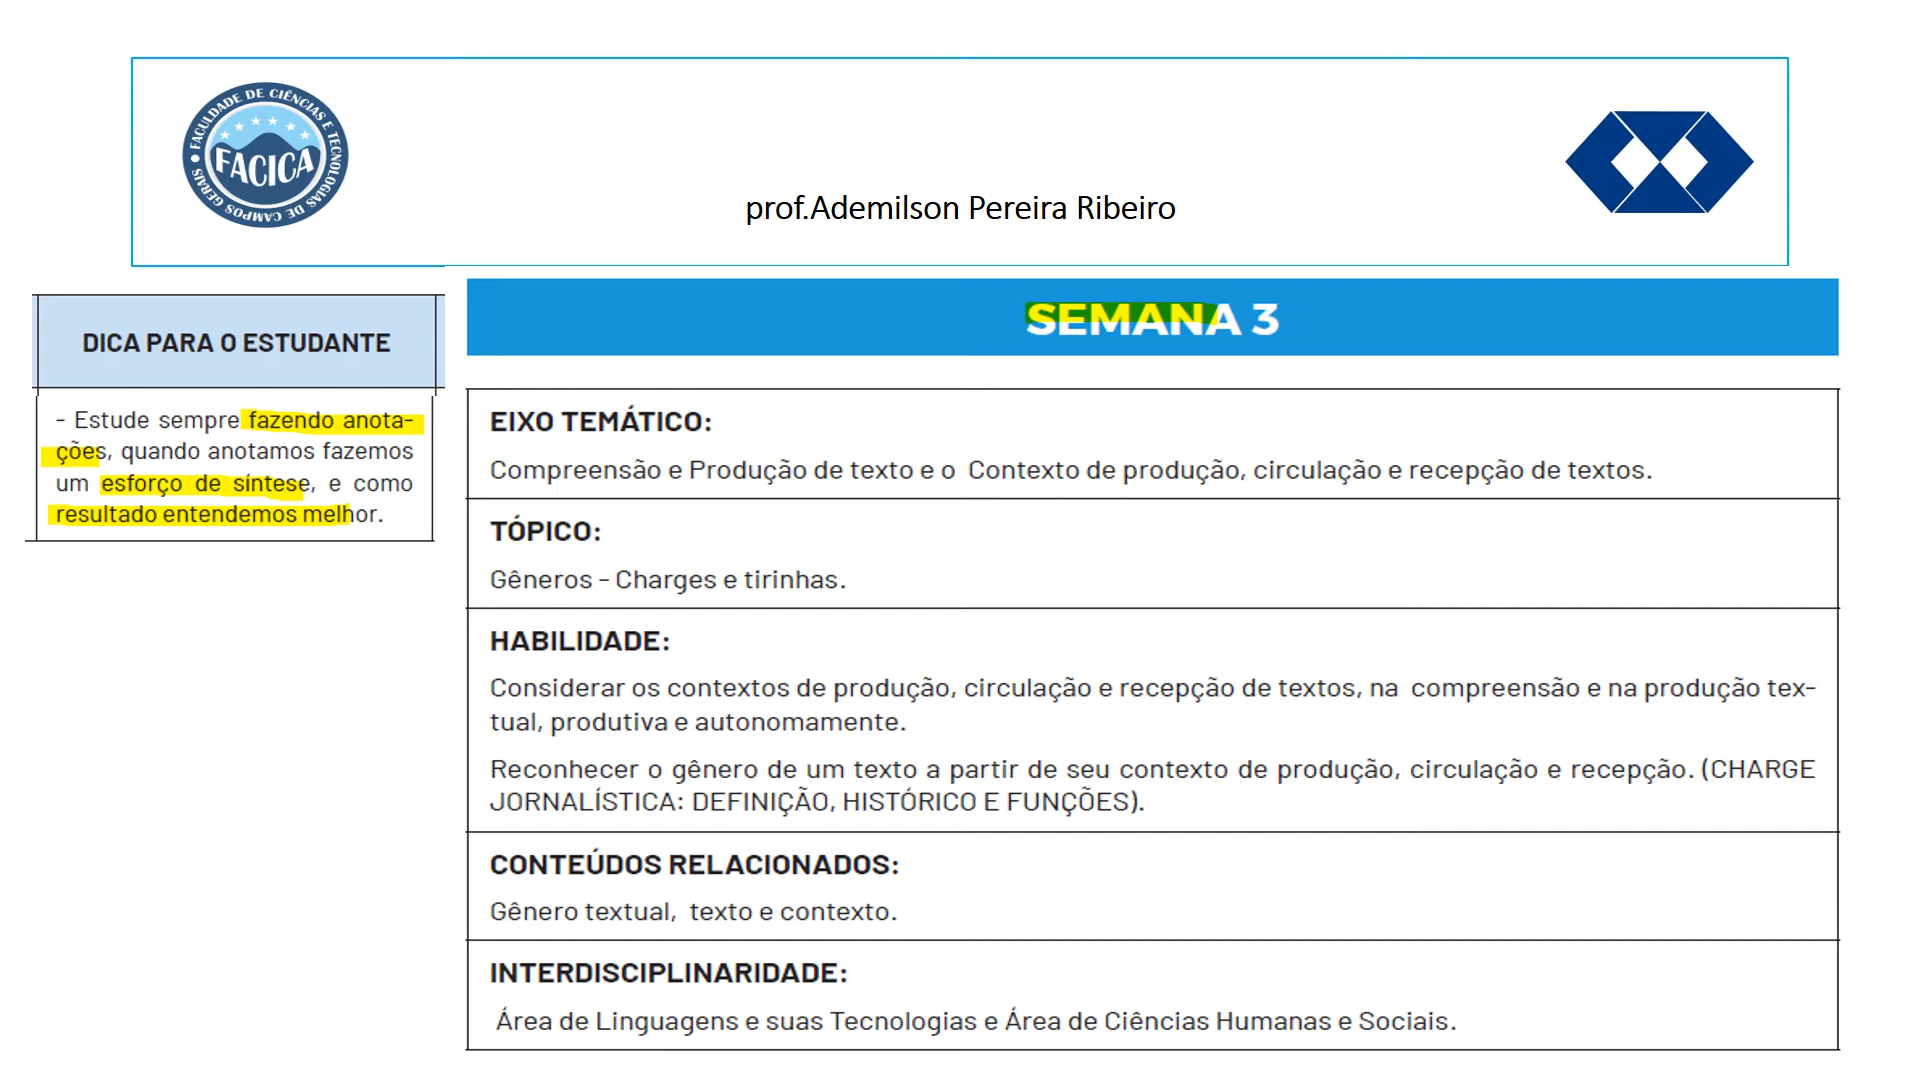 FACULDADE DE CIÊNCIAS E TECNOLOGIAS DE CAMPOS GERAIS
FACICA
prof.Ademilson Pereira Ribeiro
DICA PARA O ESTUDANTE
- Estude sempre fazendo anota-
ções, quando anotamos fazemos
um esforço de síntese, e como
resultado entendemos melhor.
SEMANA 3
EIXO TEMÁTICO:
Compreensão e Produção de texto e o Contexto de produção, circulação e recepção de textos.
TÓPICO:
Gêneros - Charges e tirinhas.
HABILIDADE:
Considerar os contextos de produção, circulação e recepção de textos, na compreensão e na produção tex-
tual, produtiva e autonomamente.
Reconhecer o gênero de um texto a partir de seu contexto de produção, circulação e recepção. (CHARGE
JORNALÍSTICA: DEFINIÇÃO, HISTÓRICO E FUNÇÕES).
CONTEÚDOS RELACIONADOS:
Gênero textual, texto e contexto.
INTERDISCIPLINARIDADE:
Área de Linguagens e suas Tecnologias e Área de Ciências Humanas e Sociais.